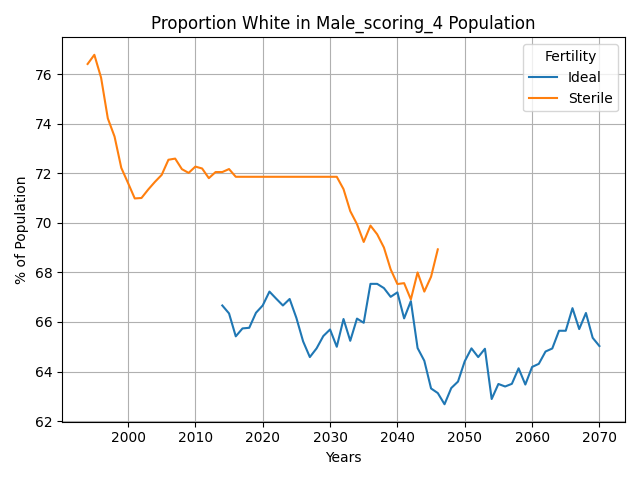 Proportion White in Male_scoring_4 Population
Fertility
Ideal
Sterile
% of Population
76
74
72
70
68
66
64
62
2000
2010
2020
2030
2040
2050
2060
2070
Years